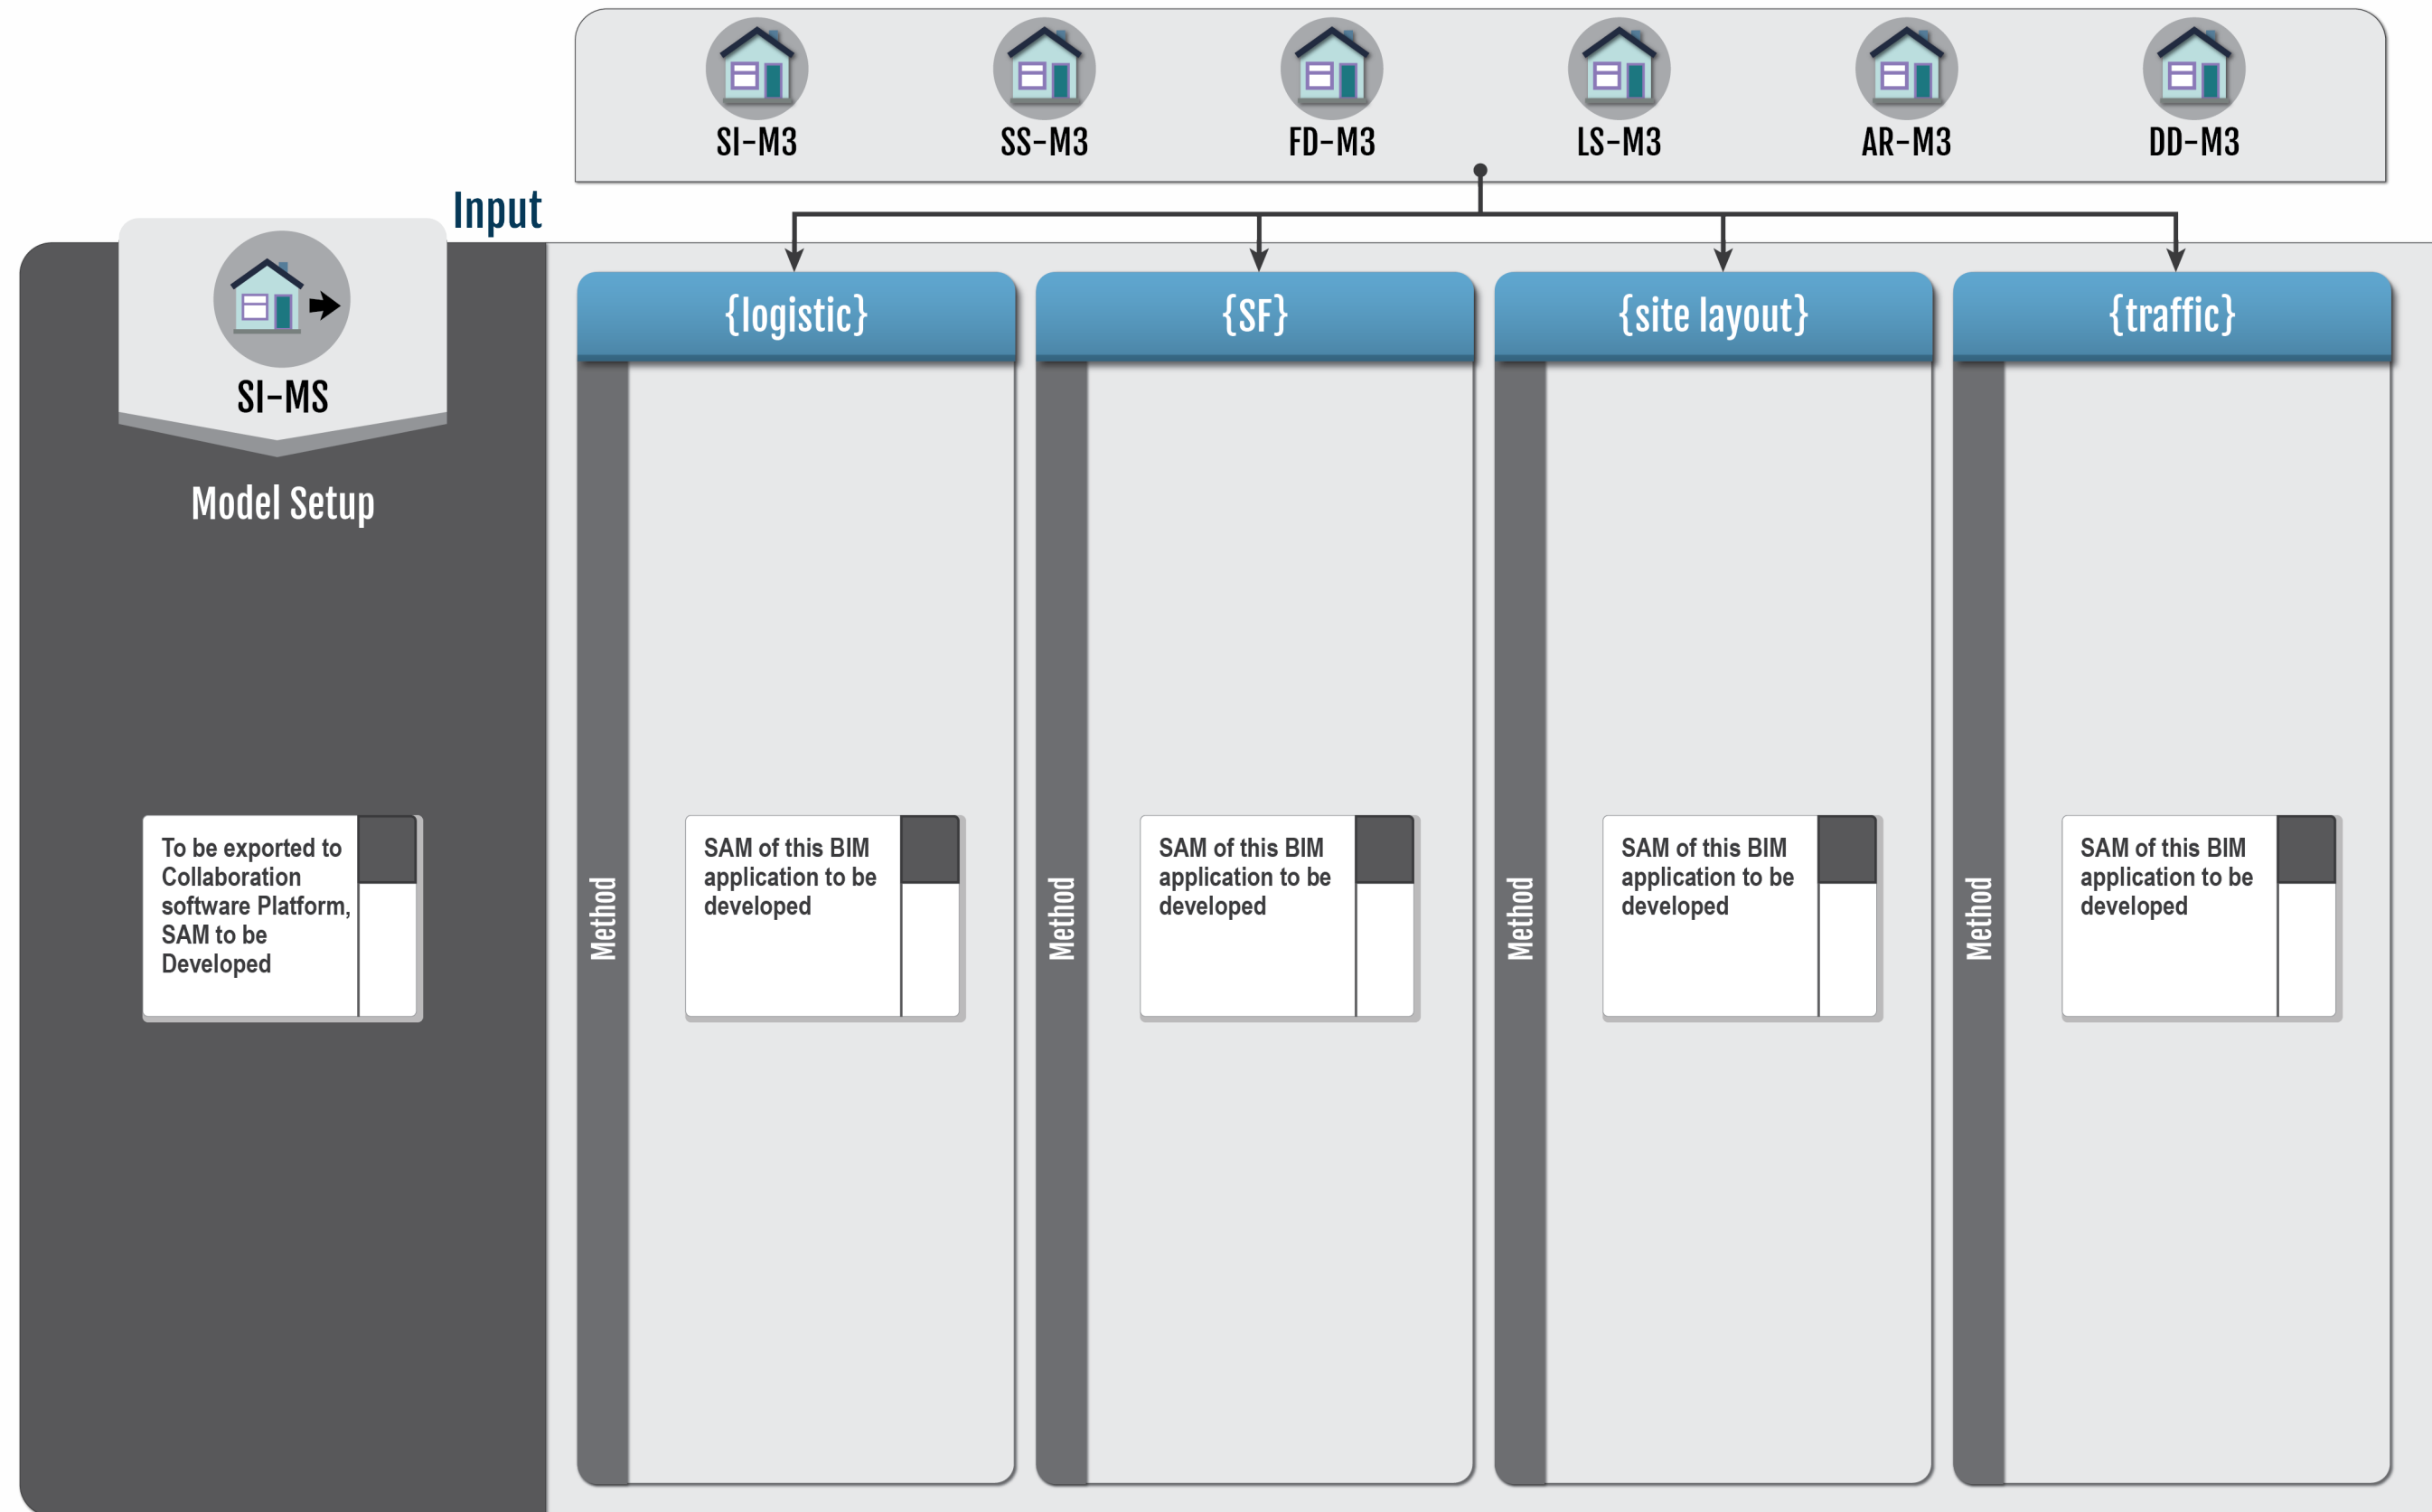 SI-M3
SS-M3
FD-M3
LS-M3
AR-M3
DD-M3
Input
SI-MS
Model Setup
{logistic}
{SF}
{site layout}
{traffic}
To be exported to
Collaboration
software Platform,
SAM to be
Developed
Method
SAM of this BIM
application to be
developed
Method
SAM of this BIM
application to be
developed
Method
SAM of this BIM
application to be
developed
Method
SAM of this BIM
application to be
developed